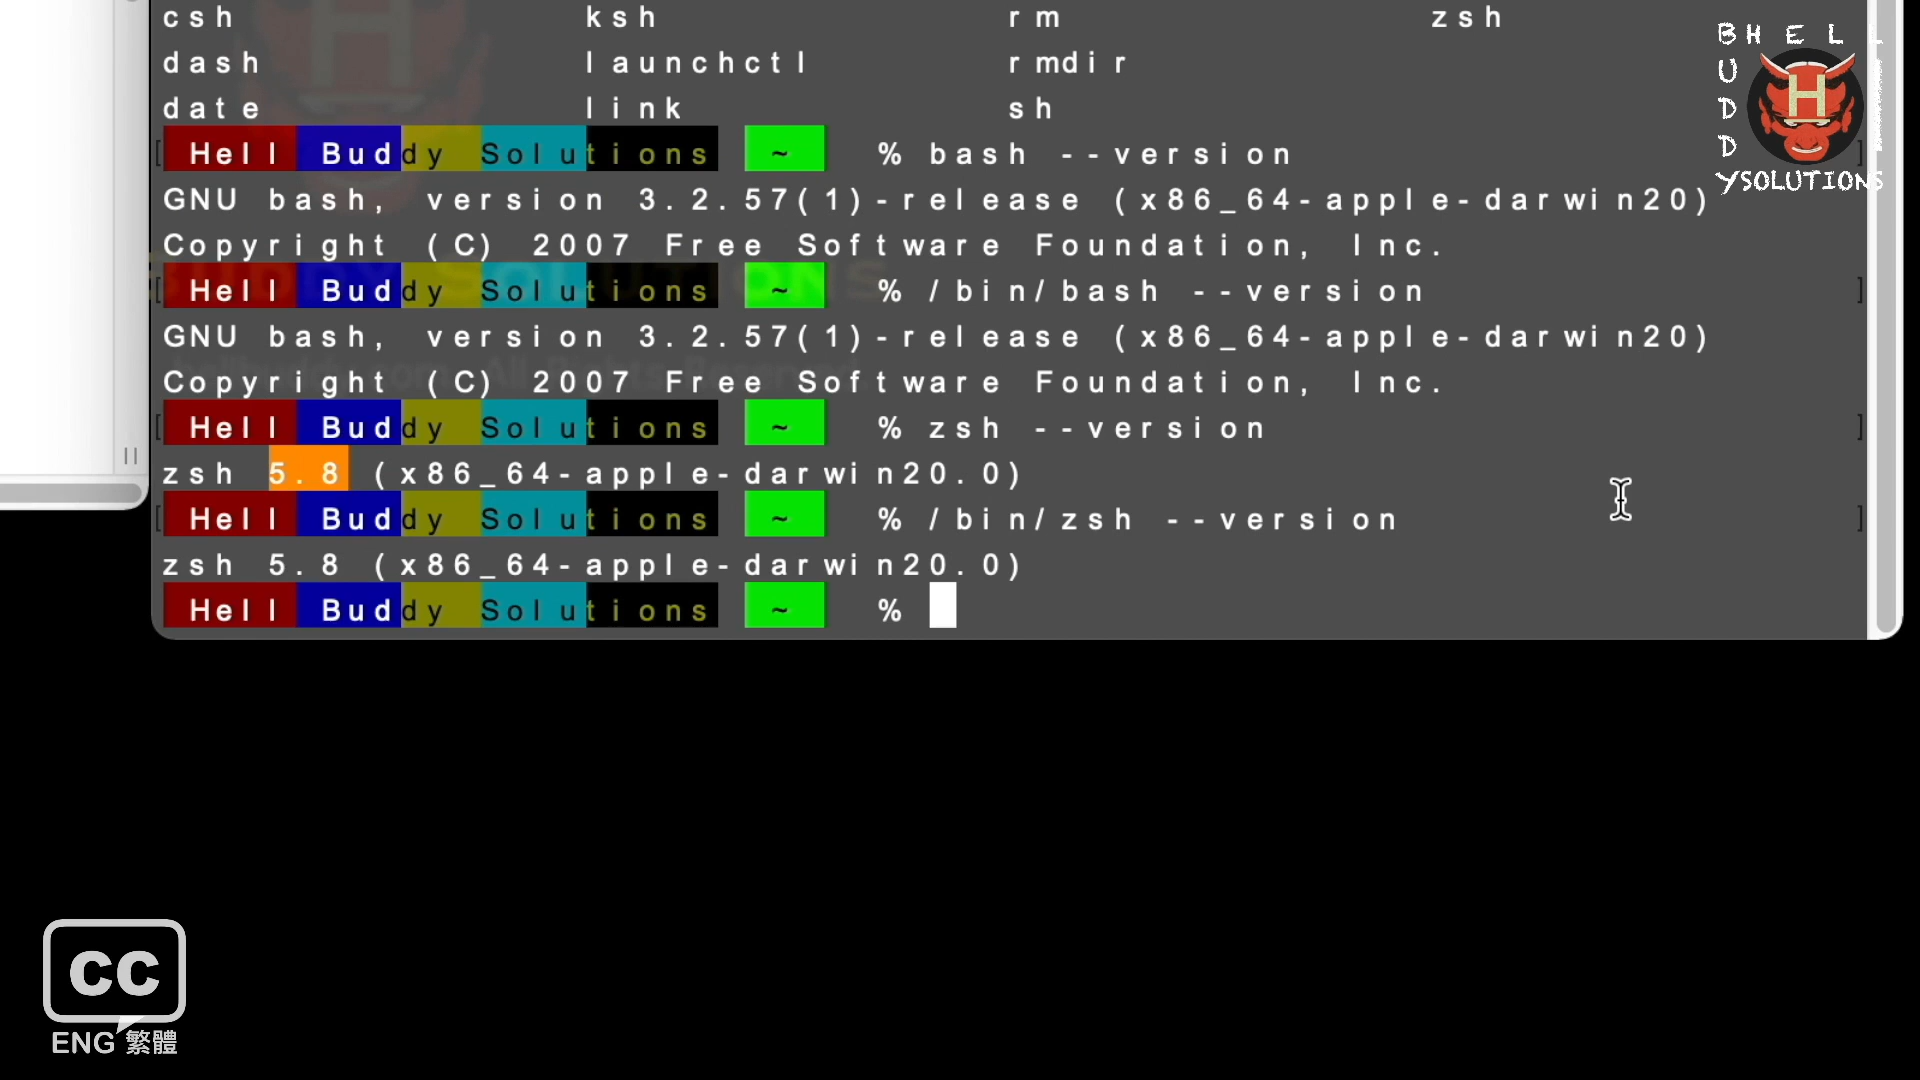 csh ksh rm zsh
dash launchctl rmdir
date link sh
[ Hell Buddy Solutions ~ % bash --version ]
GNU bash, version 3.2.57(1)-release (x86_64-apple-darwin20)
Copyright (C) 2007 Free Software Foundation, Inc.
[ Hell Buddy Solutions ~ % /bin/bash --version ]
GNU bash, version 3.2.57(1)-release (x86_64-apple-darwin20)
Copyright (C) 2007 Free Software Foundation, Inc.
[ Hell Buddy Solutions ~ % zsh --version ]
zsh 5.8 (x86_64-apple-darwin20.0)
[ Hell Buddy Solutions ~ % /bin/zsh --version ]
zsh 5.8 (x86_64-apple-darwin20.0)
Hell Buddy Solutions ~ %
HELL
BUDDY
H
SOLUTIONS
CC
ENG 繁體